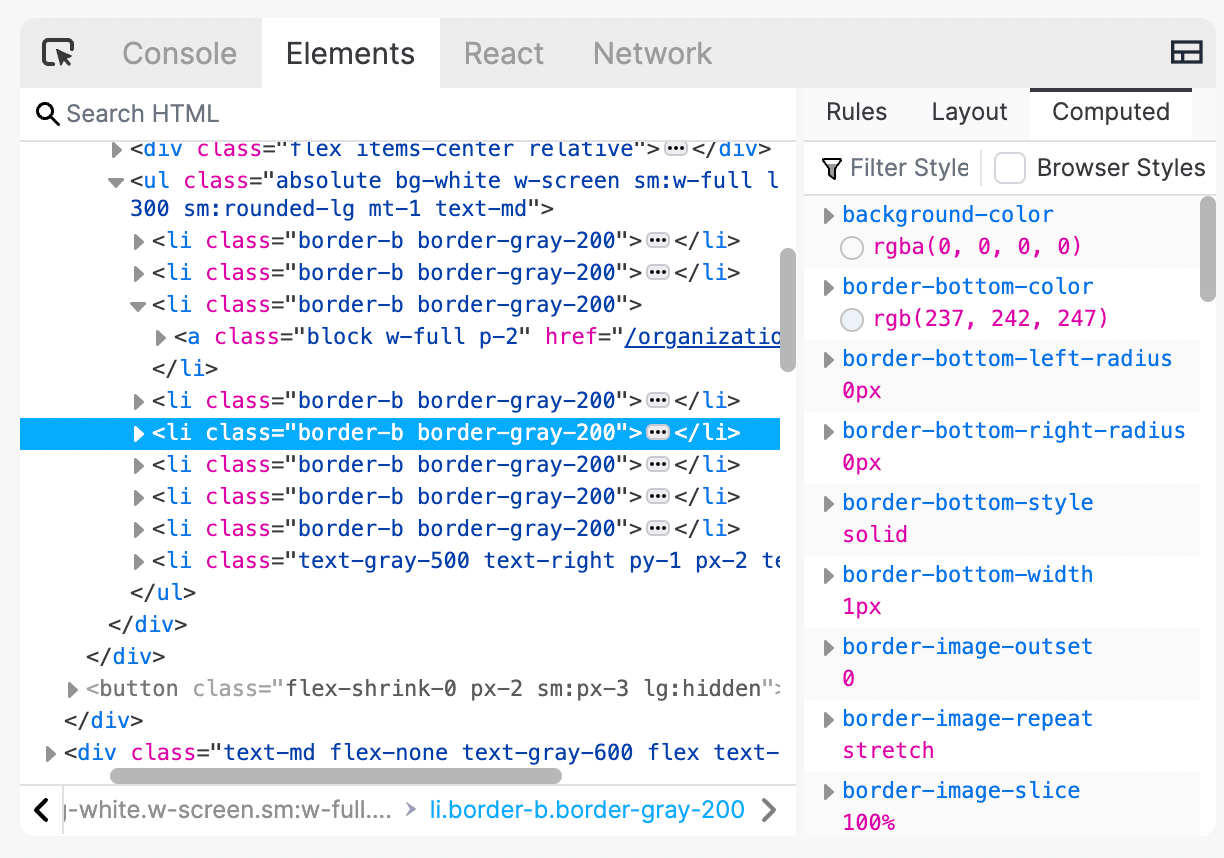 Console Elements React Network
Search HTML
<div class="flex items-center relative">···</div>
<ul class="absolute bg-white w-screen sm:w-full l
300 sm:rounded-lg mt-1 text-md">
<li class="border-b border-gray-200">···</li>
<li class="border-b border-gray-200">···</li>
<li class="border-b border-gray-200">
<a class="block w-full p-2" href="/organizatio
</li>
<li class="border-b border-gray-200">···</li>
<li class="border-b border-gray-200">···</li>
<li class="border-b border-gray-200">···</li>
<li class="border-b border-gray-200">···</li>
<li class="border-b border-gray-200">···</li>
<li class="text-gray-500 text-right py-1 px-2 te
</ul>
</div>
</div>
<button class="flex-shrink-0 px-2 sm:px-3 lg:hidden">
</div>
<div class="text-md flex-none text-gray-600 flex text-
g-white.w-screen.sm:w-full.... > li.border-b.border-gray-200
Rules Layout Computed
Filter Style Browser Styles
background-color
rgba(0, 0, 0, 0)
border-bottom-color
rgb(237, 242, 247)
border-bottom-left-radius
0px
border-bottom-right-radius
0px
border-bottom-style
solid
border-bottom-width
1px
border-image-outset
0
border-image-repeat
stretch
border-image-slice
100%